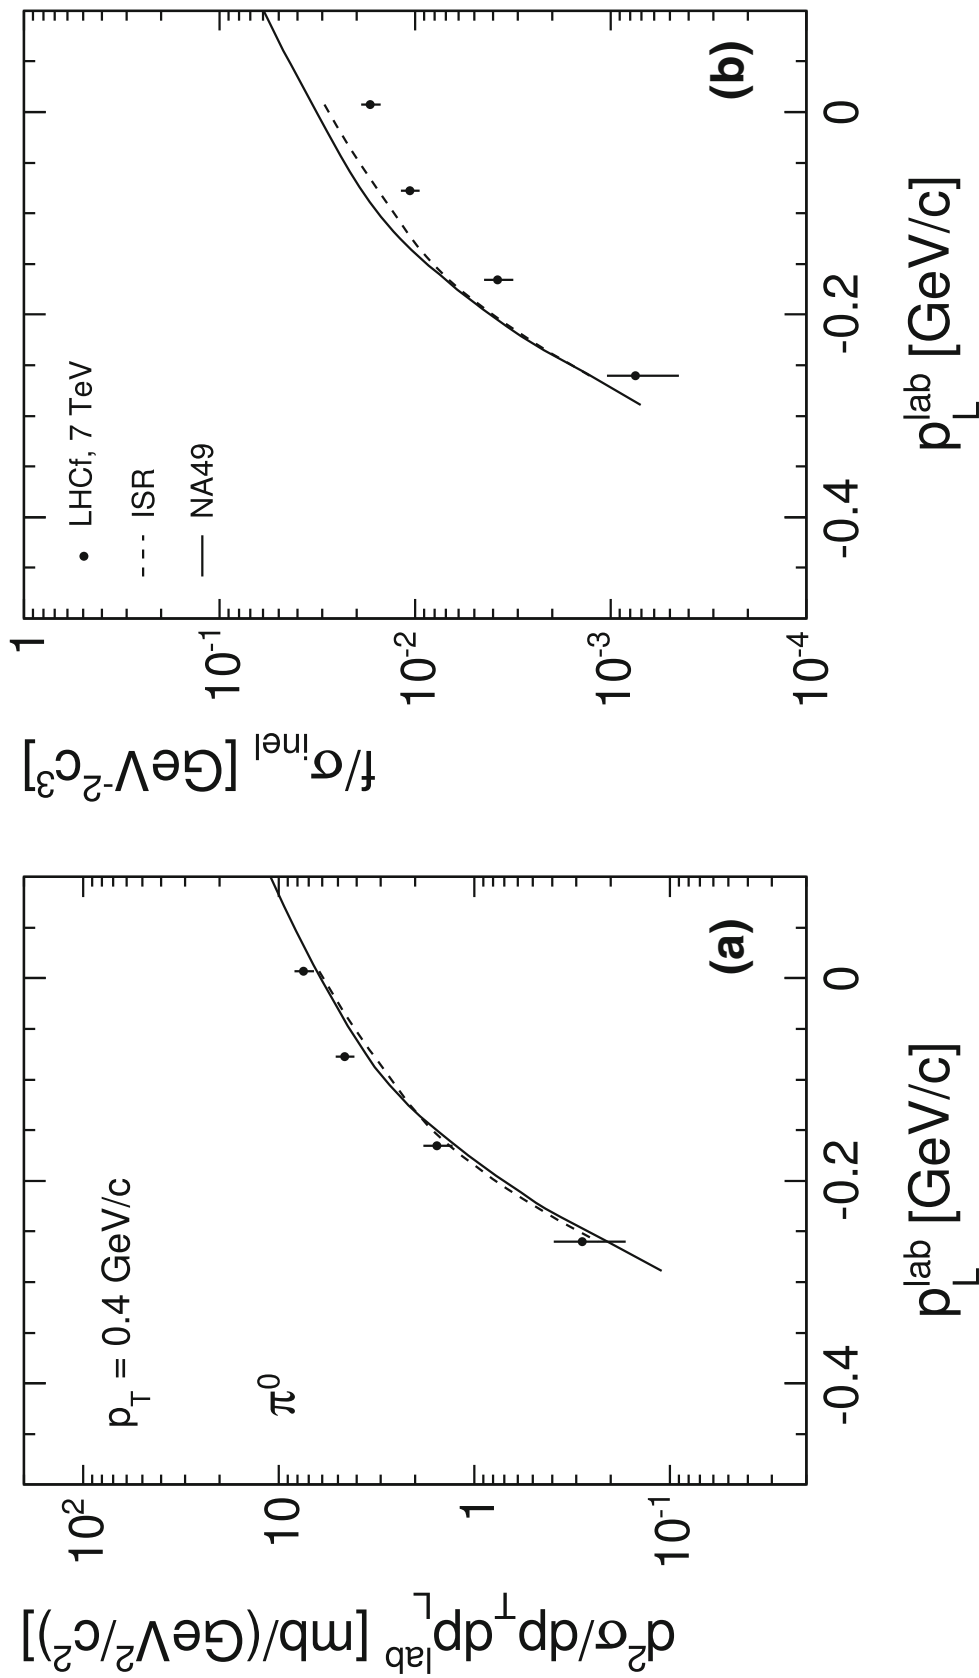 d²σ/dp_T dp_L^lab [mb/(GeV²/c²)]
10²
10
1
10⁻¹
p_T = 0.4 GeV/c
π⁰
(a)
-0.4
-0.2
0
p_L^lab [GeV/c]
f/σ_inel [GeV⁻²c³]
1
10⁻¹
10⁻²
10⁻³
10⁻⁴
LHCf, 7 TeV
ISR
NA49
(b)
-0.4
-0.2
0
p_L^lab [GeV/c]